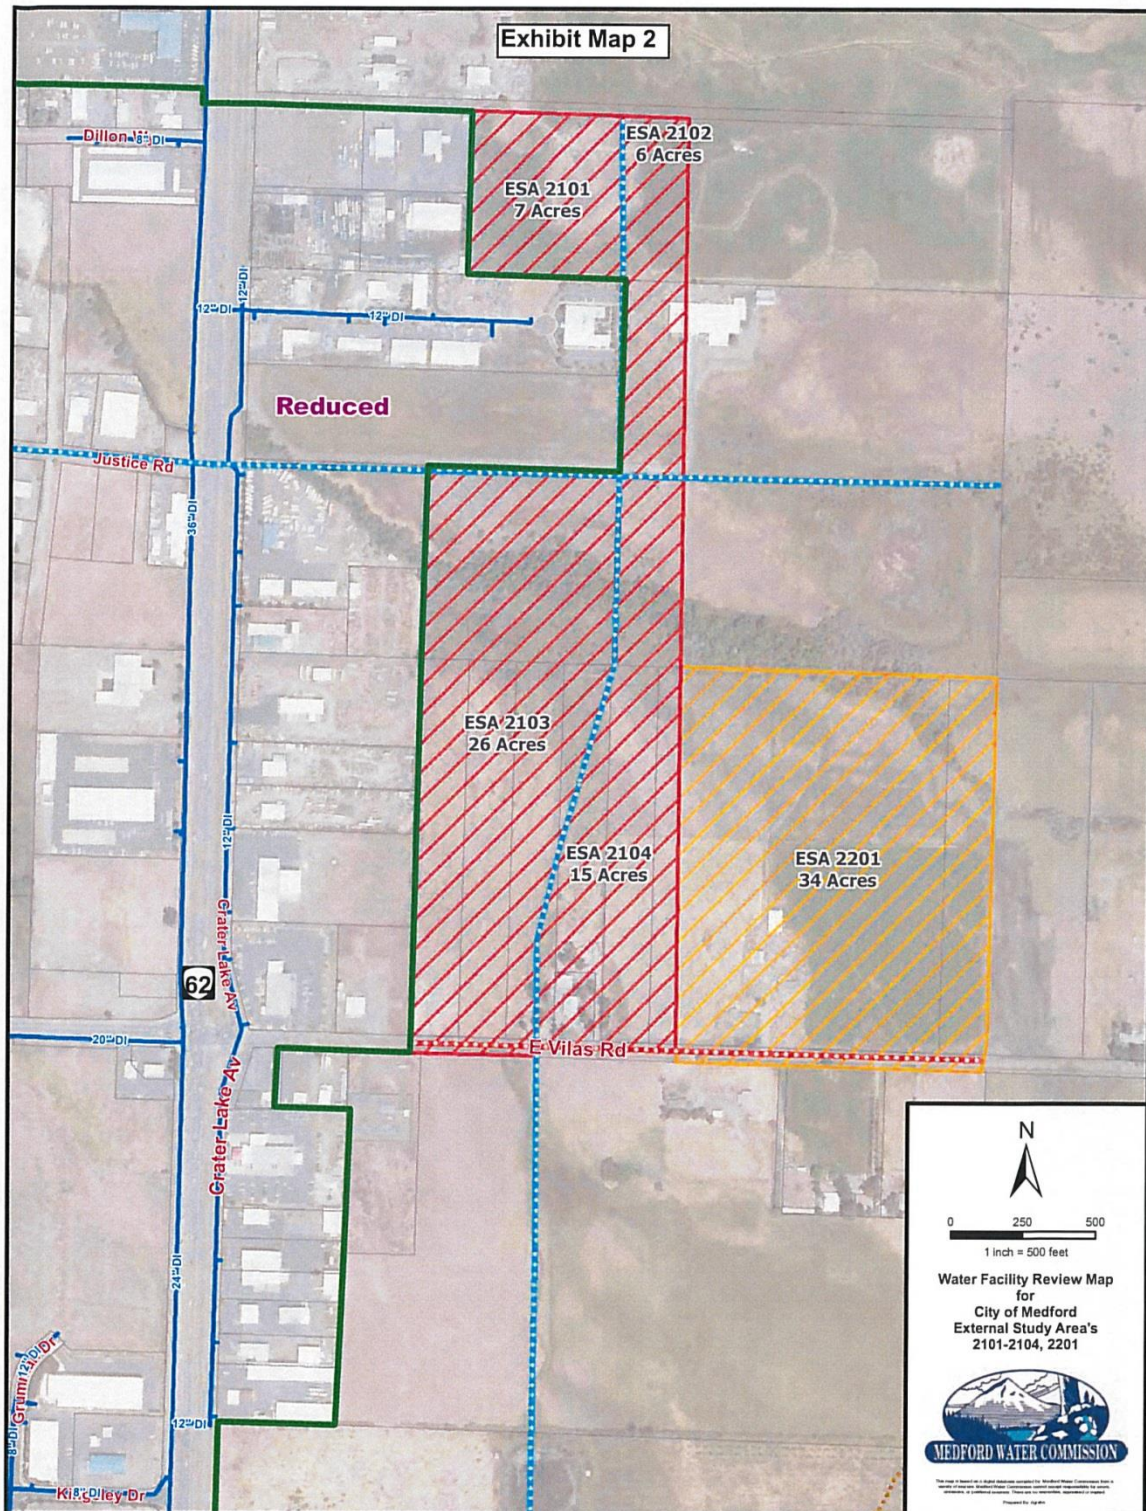 Exhibit Map 2
Dillon
8" DI
ESA 2102
6 Acres
ESA 2101
7 Acres
12" DI
12" DI
12" DI
Reduced
Justice Rd
36" DI
ESA 2103
26 Acres
12" DI
ESA 2104
15 Acres
ESA 2201
34 Acres
Crater Lake Av
62
20" DI
E Vilas Rd
Crater Lake Av
24" DI
12" DI
Dr
12" DI
8" DI
8" DI
Dr
N
0 250 500
1 inch = 500 feet
Water Facility Review Map
for
City of Medford
External Study Area's
2101-2104, 2201
MEDFORD WATER COMMISSION